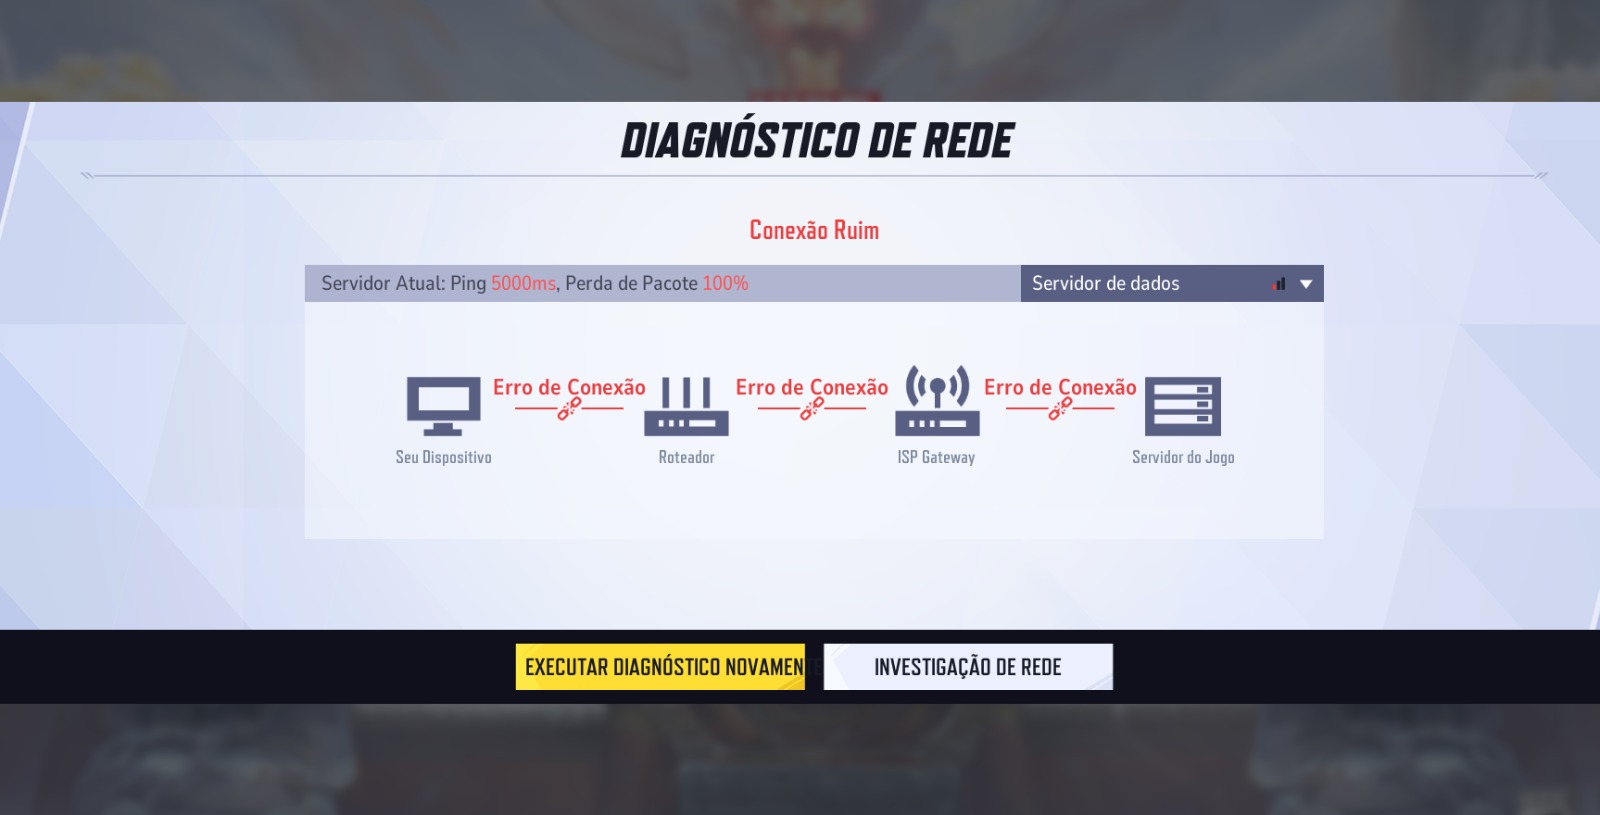 DIAGNÓSTICO DE REDE
Conexão Ruim
Servidor Atual: Ping 5000ms, Perda de Pacote 100%
Servidor de dados
Erro de Conexão
Erro de Conexão
Erro de Conexão
Seu Dispositivo
Roteador
ISP Gateway
Servidor do Jogo
EXECUTAR DIAGNÓSTICO NOVAMENTE
INVESTIGAÇÃO DE REDE